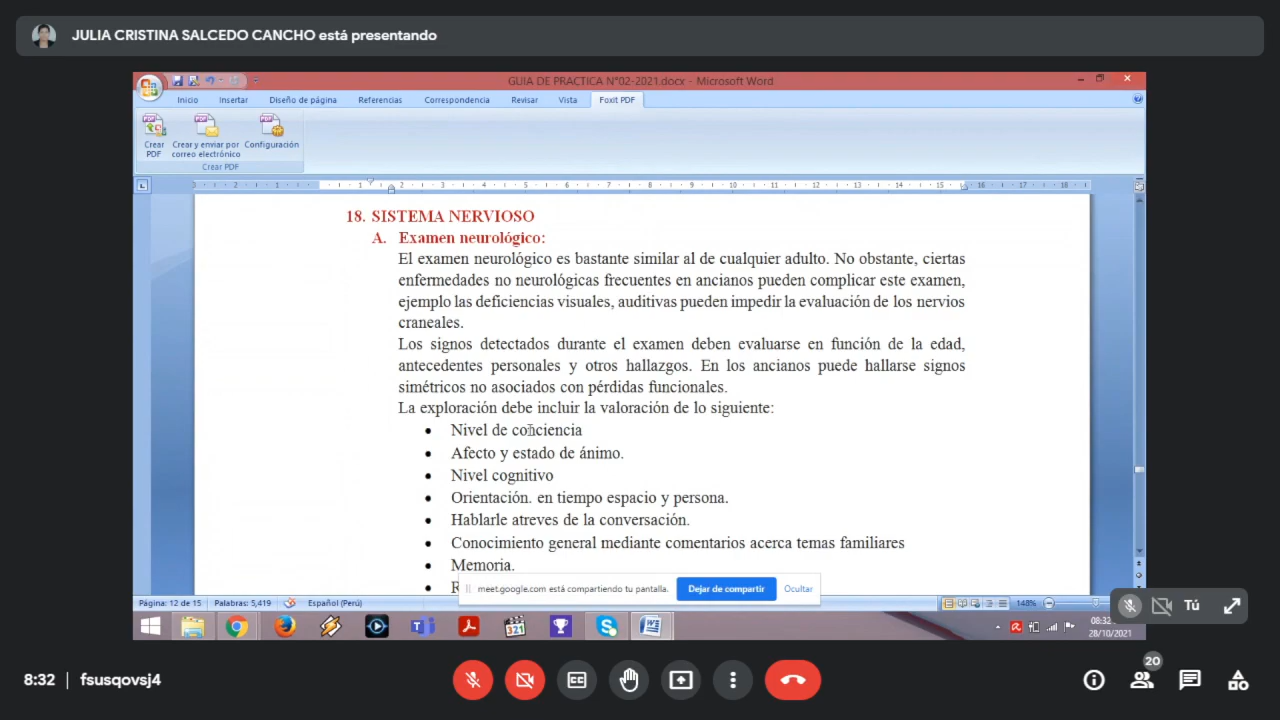 JULIA CRISTINA SALCEDO CANCHO está presentando
GUIA DE PRACTICA N°02-2021.docx - Microsoft Word
Inicio Insertar Diseño de página Referencias Correspondencia Revisar Vista Foxit PDF
Crear PDF
Crear y enviar por correo electrónico
Configuración
Crear PDF
18. SISTEMA NERVIOSO
A. Examen neurológico:
El examen neurológico es bastante similar al de cualquier adulto. No obstante, ciertas
enfermedades no neurológicas frecuentes en ancianos pueden complicar este examen,
ejemplo las deficiencias visuales, auditivas pueden impedir la evaluación de los nervios
craneales.
Los signos detectados durante el examen deben evaluarse en función de la edad,
antecedentes personales y otros hallazgos. En los ancianos puede hallarse signos
simétricos no asociados con pérdidas funcionales.
La exploración debe incluir la valoración de lo siguiente:
• Nivel de conciencia
• Afecto y estado de ánimo.
• Nivel cognitivo
• Orientación. en tiempo espacio y persona.
• Hablarle atreves de la conversación.
• Conocimiento general mediante comentarios acerca temas familiares
• Memoria.
meet.google.com está compartiendo tu pantalla. Dejar de compartir Ocultar
Página: 12 de 15 Palabras: 5,419 Español (Perú) 148%
Tú
321
08:32
28/10/2021
8:32 | fsusqovsj4
20